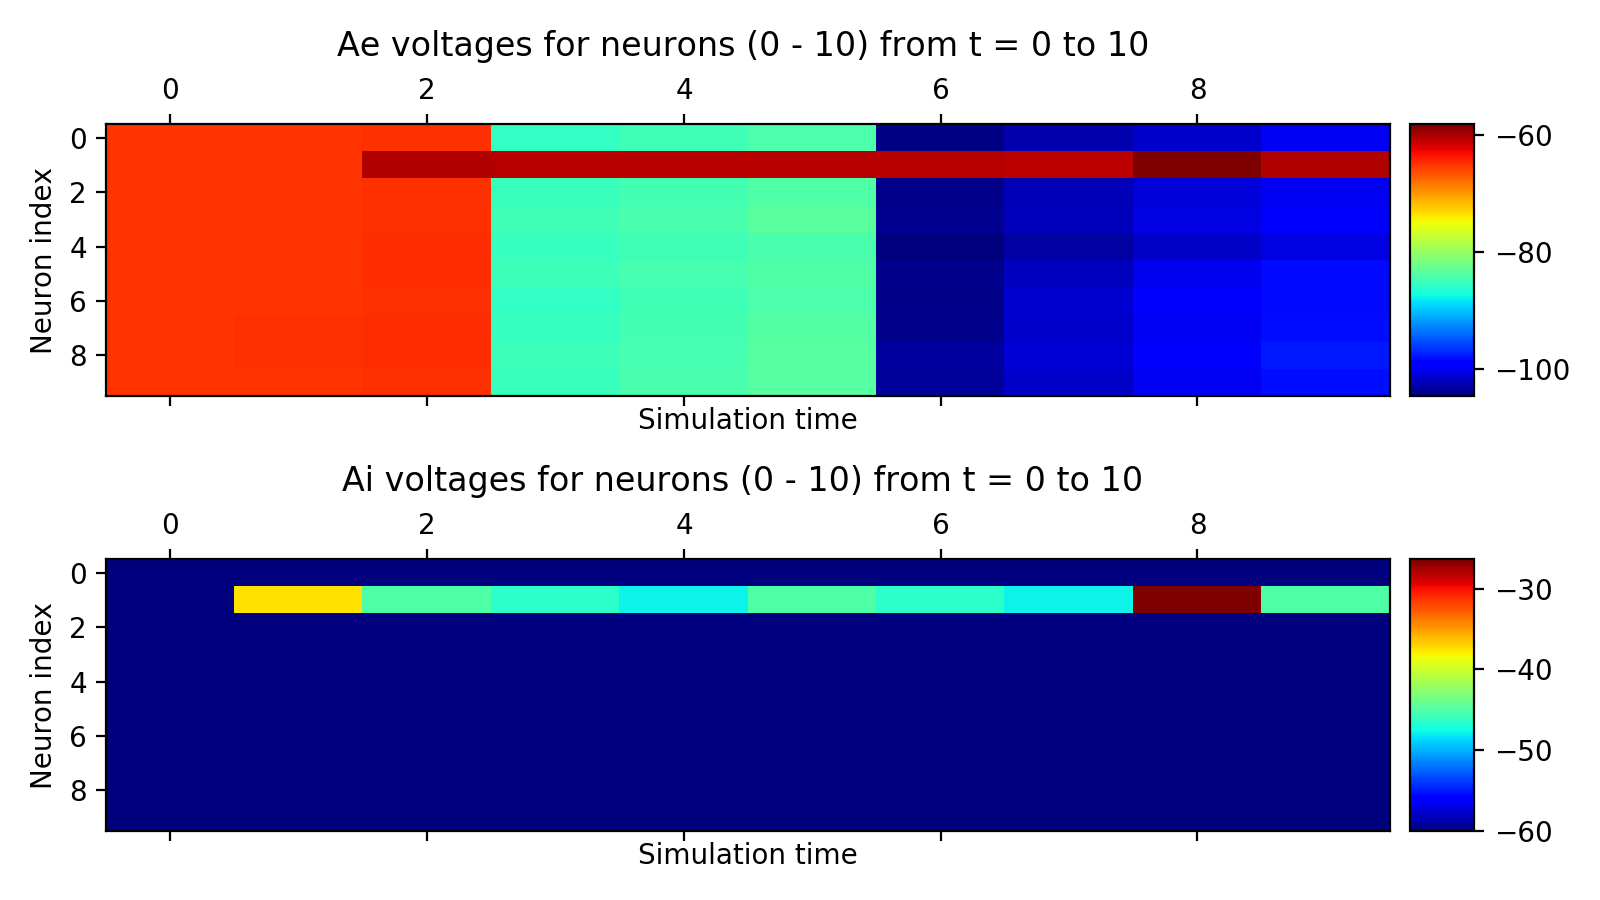 Ae voltages for neurons (0 - 10) from t = 0 to 10
0 2 4 6 8
Neuron index
0
2
4
6
8
Simulation time
−60
−80
−100
Ai voltages for neurons (0 - 10) from t = 0 to 10
0 2 4 6 8
Neuron index
0
2
4
6
8
Simulation time
−30
−40
−50
−60